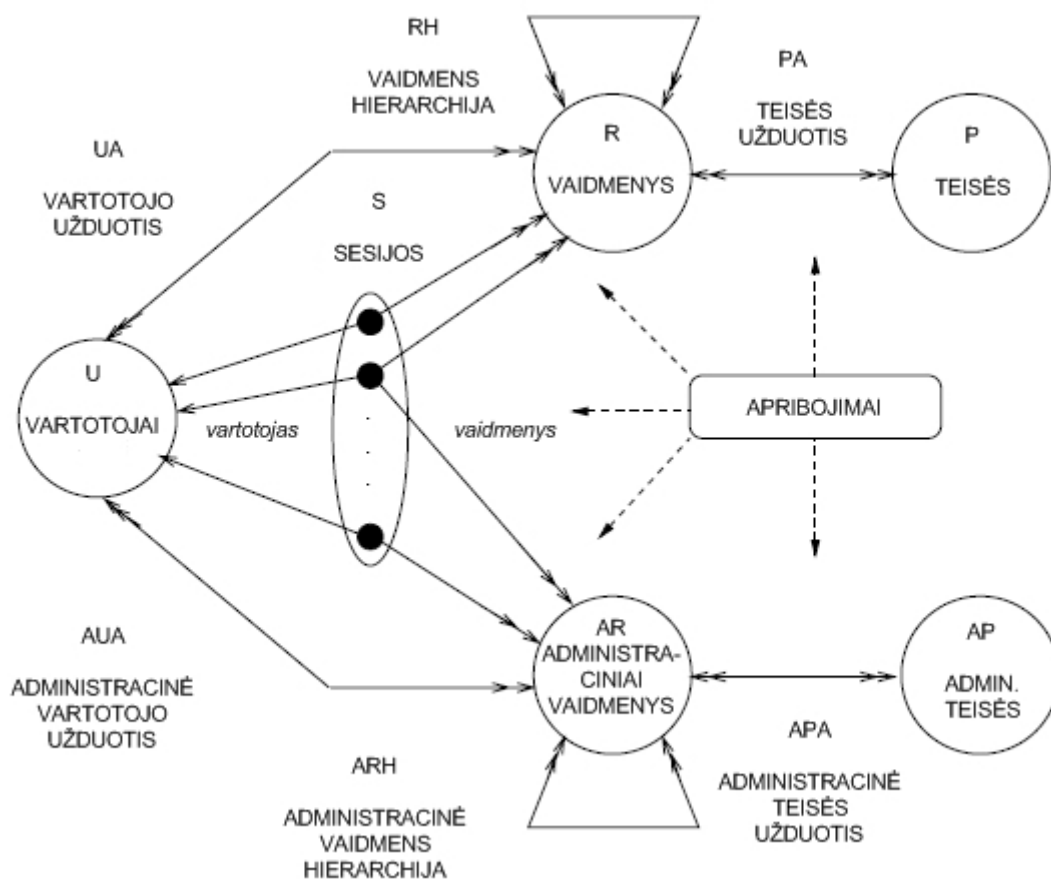 RH
VAIDMENS
HIERARCHIJA
PA
TEISĖS
UŽDUOTIS
R
VAIDMENYS
P
TEISĖS
UA
VARTOTOJO
UŽDUOTIS
S
SESIJOS
U
VARTOTOJAI
vartotojas
vaidmenys
APRIBOJIMAI
AUA
ADMINISTRACINĖ
VARTOTOJO
UŽDUOTIS
AR
ADMINISTRA-
CINIAI
VAIDMENYS
AP
ADMIN.
TEISĖS
ARH
ADMINISTRACINĖ
VAIDMENS
HIERARCHIJA
APA
ADMINISTRACINĖ
TEISĖS
UŽDUOTIS